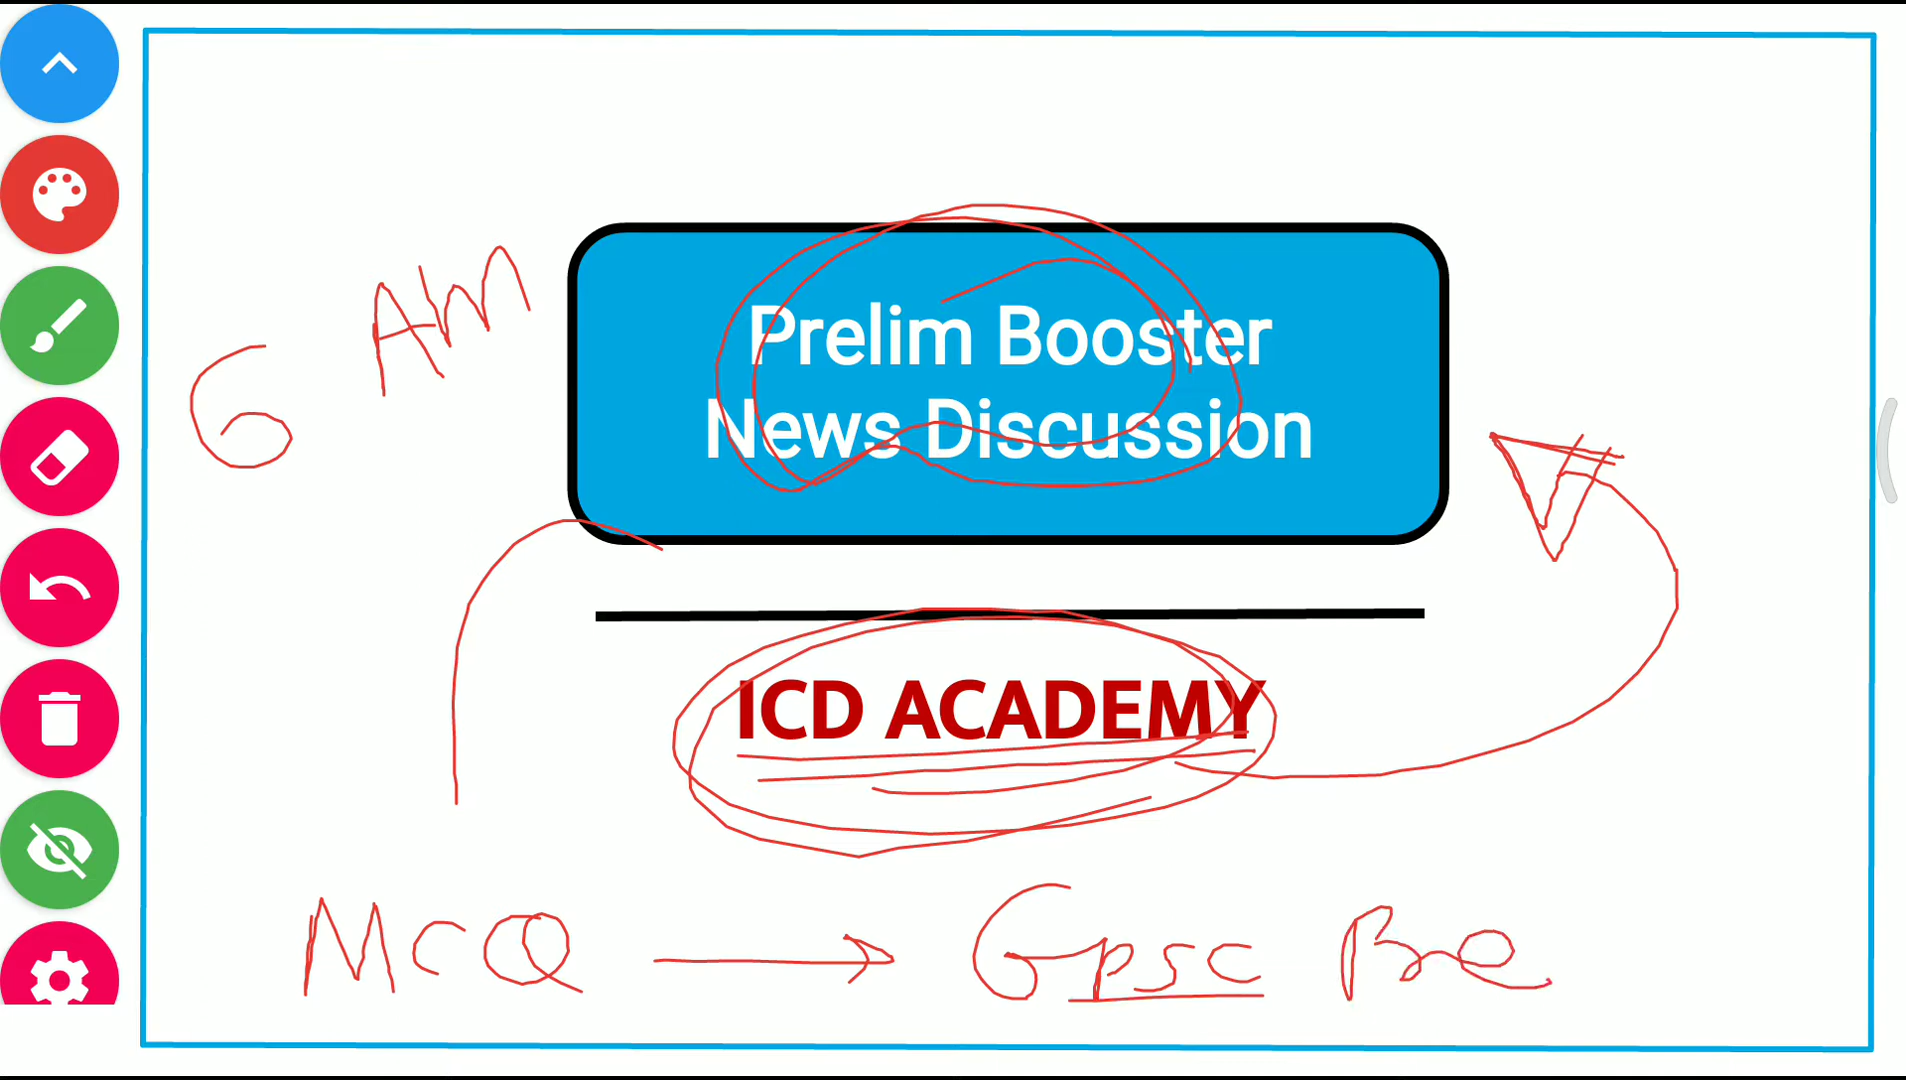 6 AM
Prelim Booster
News Discussion
ICD ACADEMY
MCQ → Gpsc Pre